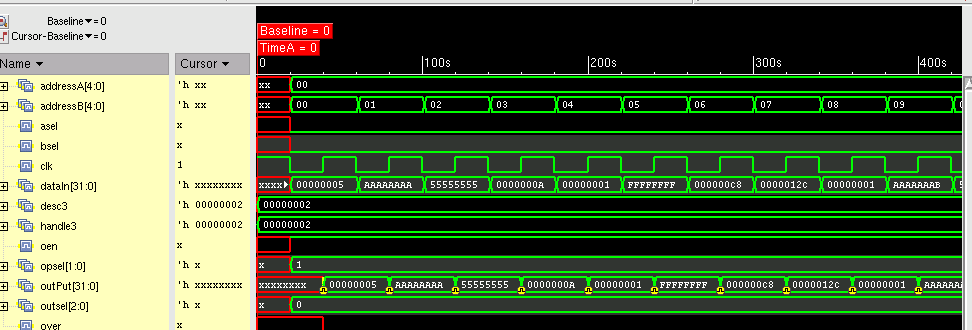 Baseline▼= 0
Cursor-Baseline▼= 0
Baseline = 0
TimeA = 0
Name ▼ Cursor ▼ 0 100s 200s 300s 400s
addressA[4:0] 'h xx xx 00
addressB[4:0] 'h xx xx 00 01 02 03 04 05 06 07 08 09
asel x
bsel x
clk 1
dataIn[31:0] 'h xxxxxxxx xxxx 00000005 AAAAAAAA 55555555 0000000A 00000001 FFFFFFFF 000000c8 0000012c 00000001 AAAAAAAB 5
desc3 'h 00000002 00000002
handle3 'h 00000002 00000002
oen x
opsel[1:0] 'h x x 1
outPut[31:0] 'h xxxxxxxx xxxxxxxx 00000005 AAAAAAAA 55555555 0000000A 00000001 FFFFFFFF 000000c8 0000012c 00000001 AAAAAAA
outsel[2:0] 'h x x 0
over x